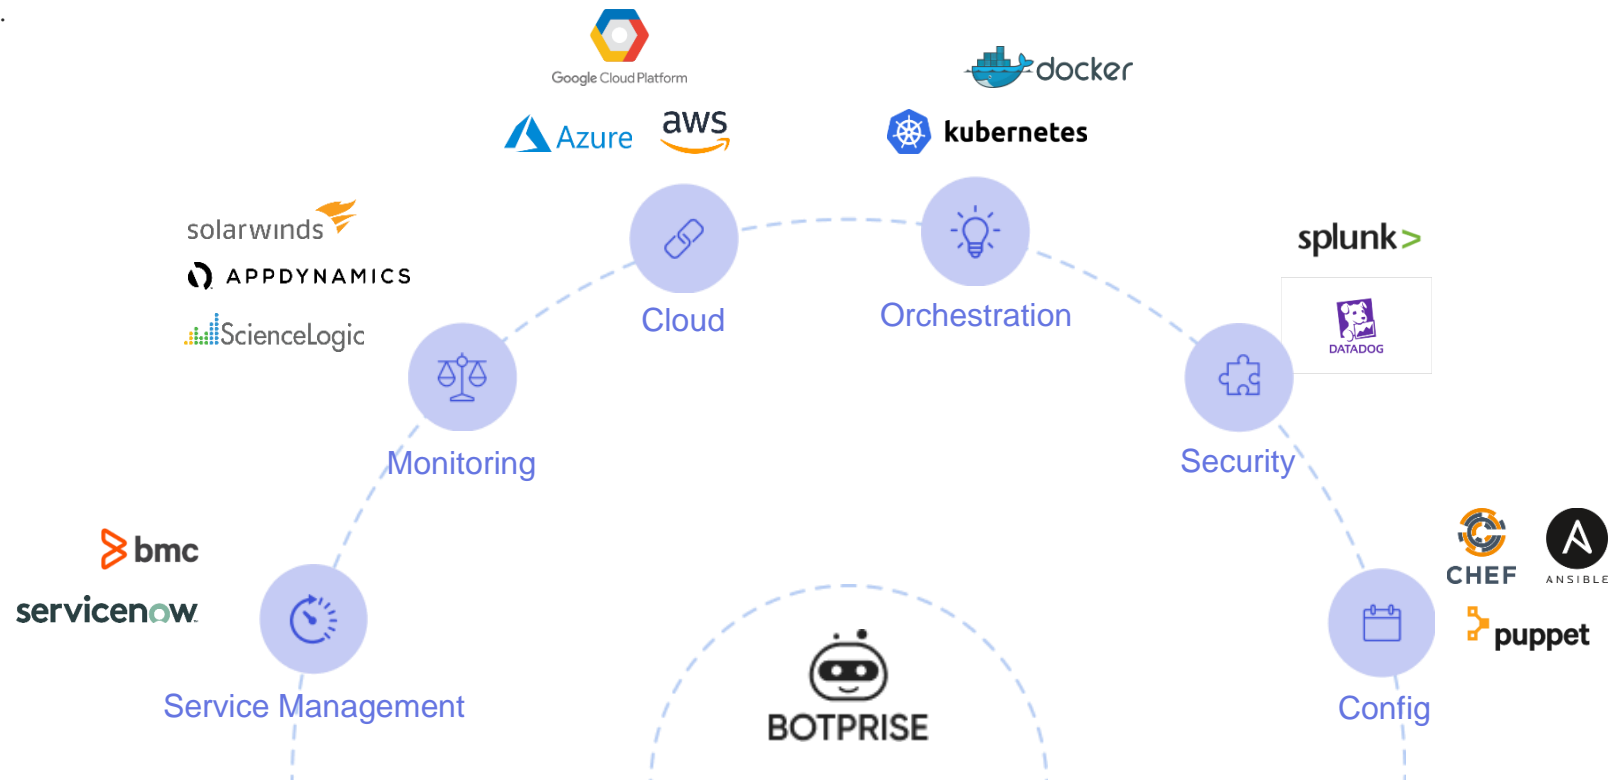 .
Google Cloud Platform
docker
Azure
aws
kubernetes
solarwinds
APPDYNAMICS
ScienceLogic
splunk>
DATADOG
Cloud
Orchestration
Monitoring
Security
bmc
servicenow
CHEF
ANSIBLE
puppet
Service Management
BOTPRISE
Config